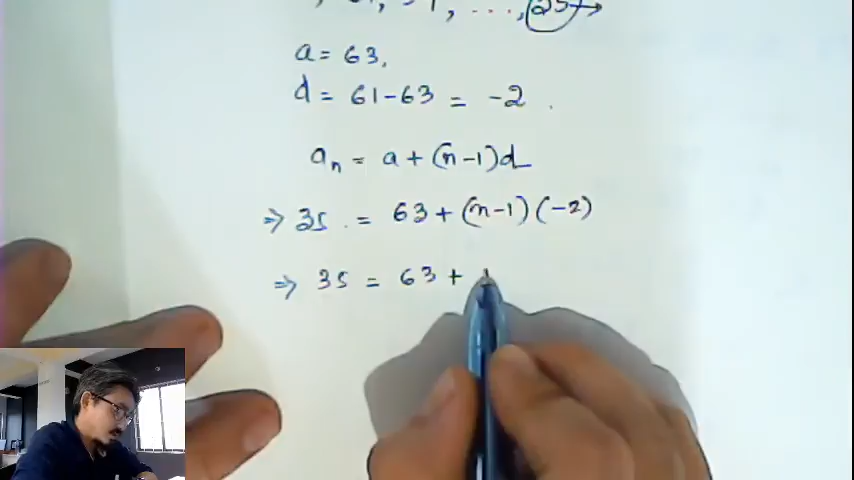 a = 63,
d = 61-63 = -2 .
aₙ = a + (n-1)d
⇒ 35 . = 63 + (n-1) (-2)
⇒ 35 = 63 +